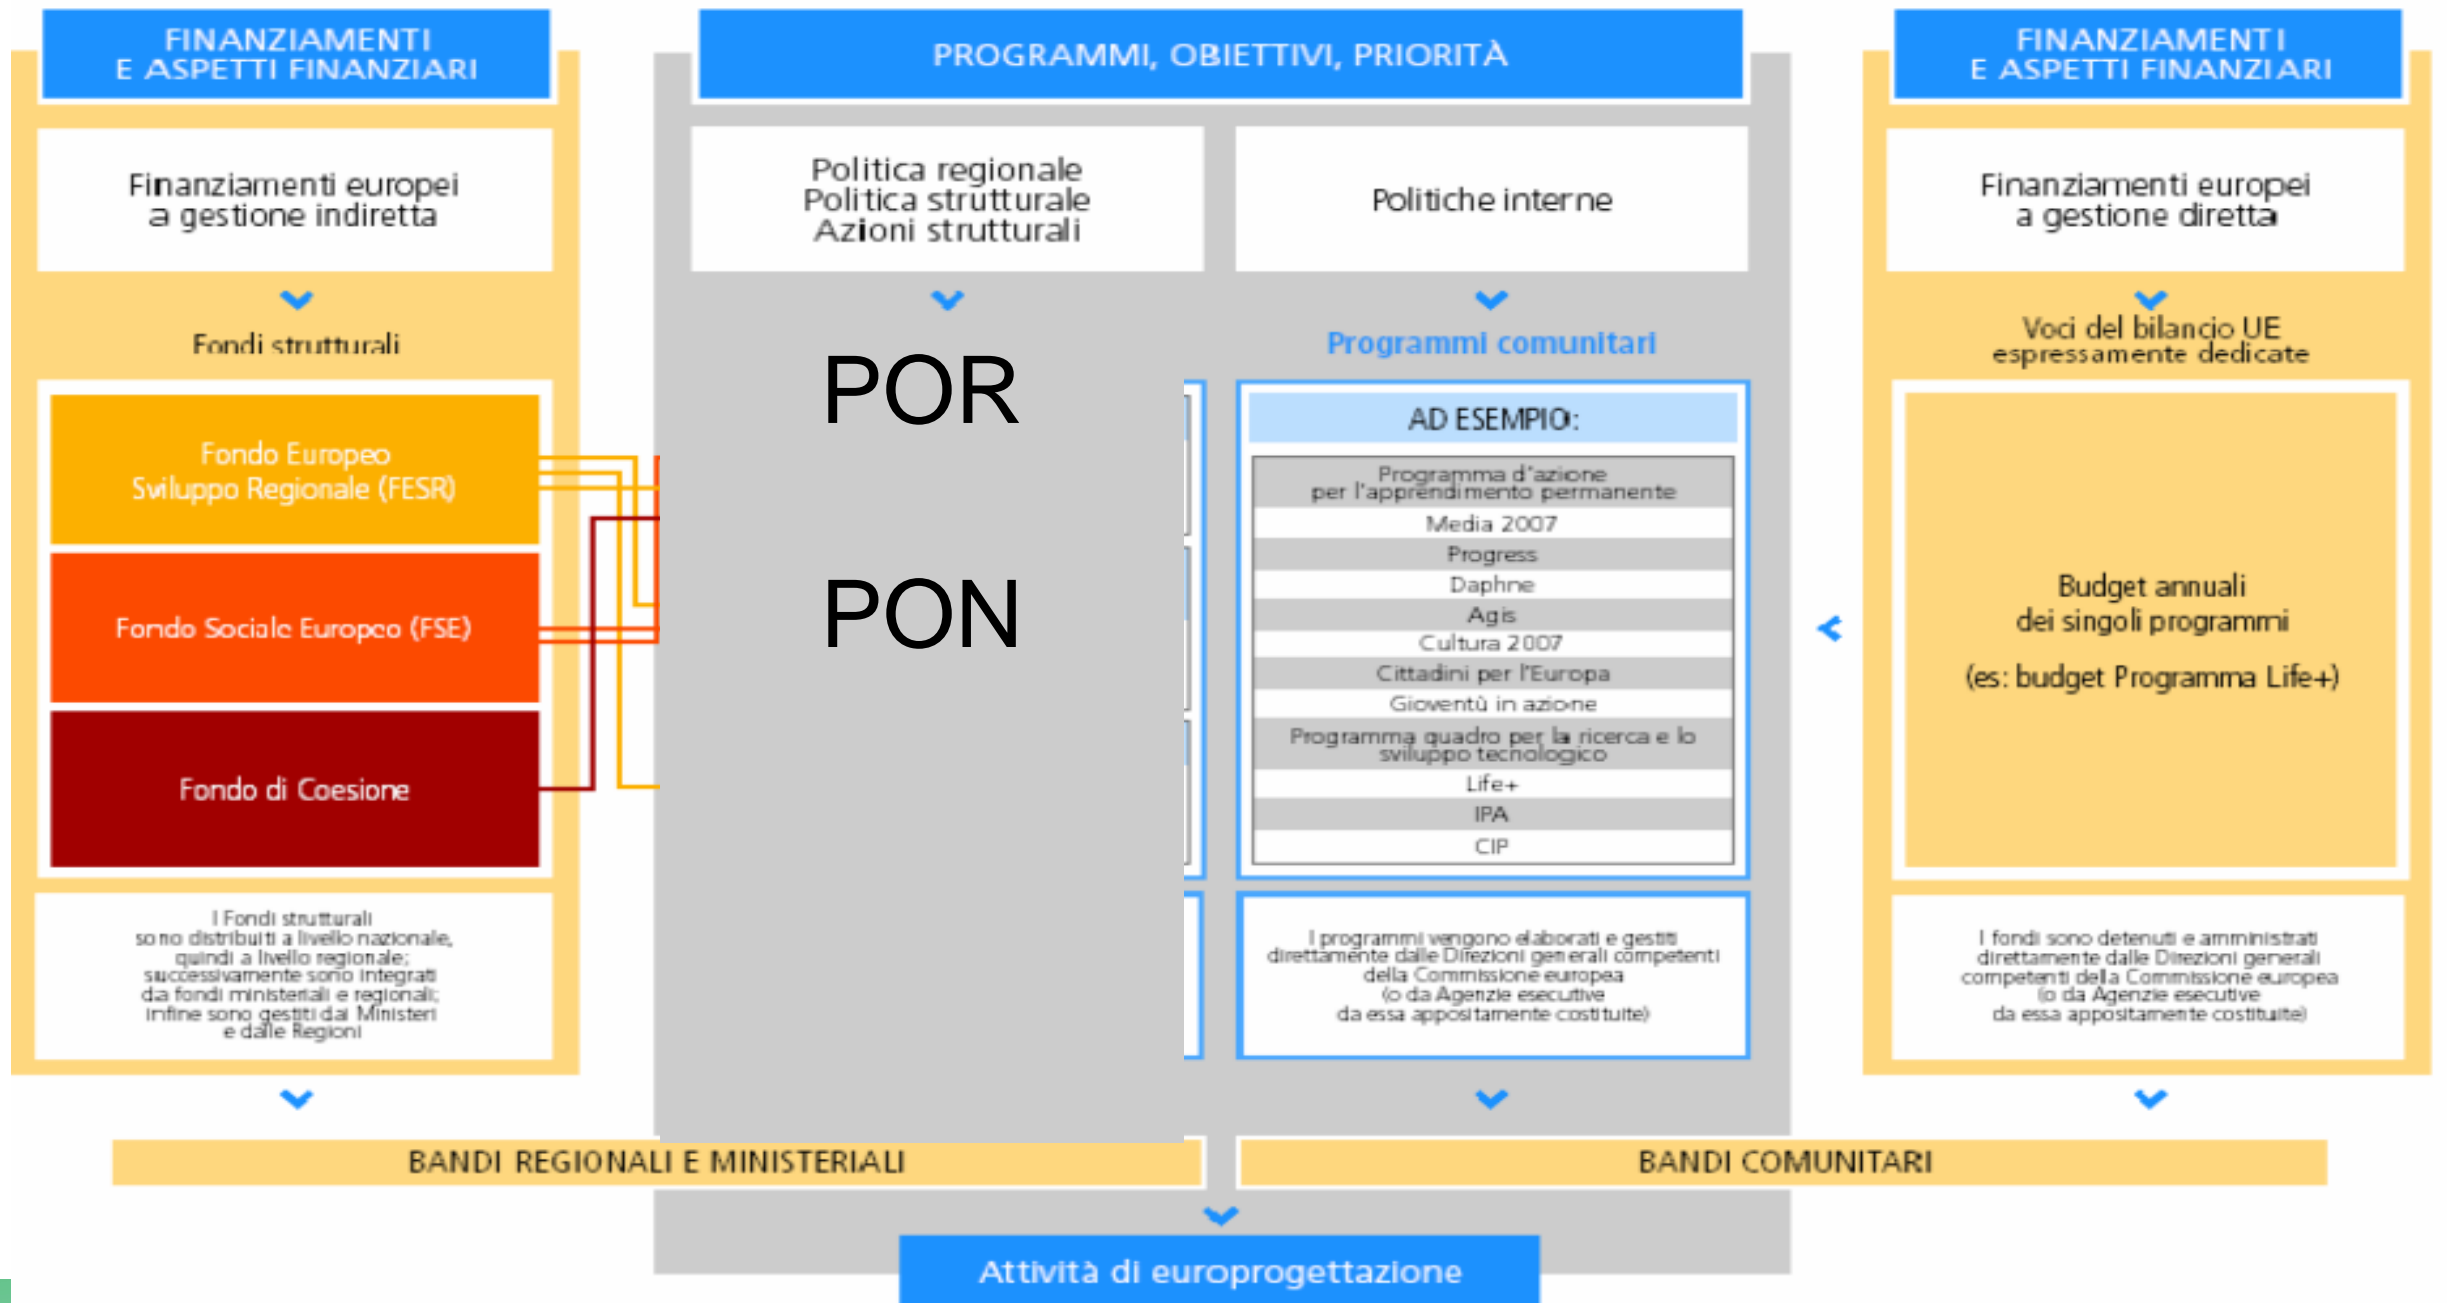 FINANZIAMENTI
E ASPETTI FINANZIARI
Finanziamenti europei
a gestione indiretta
Fondi strutturali
Fondo Europeo
Sviluppo Regionale (FESR)
Fondo Sociale Europeo (FSE)
Fondo di Coesione
I Fondi strutturali
sono distribuiti a livello nazionale,
quindi a livello regionale;
successivamente sono integrati
da fondi ministeriali e regionali;
infine sono gestiti dai Ministeri
e dalle Regioni
PROGRAMMI, OBIETTIVI, PRIORITÀ
Politica regionale
Politica strutturale
Azioni strutturali
POR
PON
Politiche interne
Programmi comunitari
AD ESEMPIO:
Programma d'azione
per l'apprendimento permanente
Media 2007
Progress
Daphne
Agis
Cultura 2007
Cittadini per l'Europa
Gioventù in azione
Programma quadro per la ricerca e lo
sviluppo tecnologico
Life+
IPA
CIP
I programmi vengono elaborati e gestiti
direttamente dalle Direzioni generali competenti
della Commissione europea
(o da Agenzie esecutive
da essa appositamente costituite)
FINANZIAMENTI
E ASPETTI FINANZIARI
Finanziamenti europei
a gestione diretta
Voci del bilancio UE
espressamente dedicate
Budget annuali
dei singoli programmi
(es: budget Programma Life+)
I fondi sono detenuti e amministrati
direttamente dalle Direzioni generali
competenti della Commissione europea
(o da Agenzie esecutive
da essa appositamente costituite)
BANDI REGIONALI E MINISTERIALI
BANDI COMUNITARI
Attività di europrogettazione